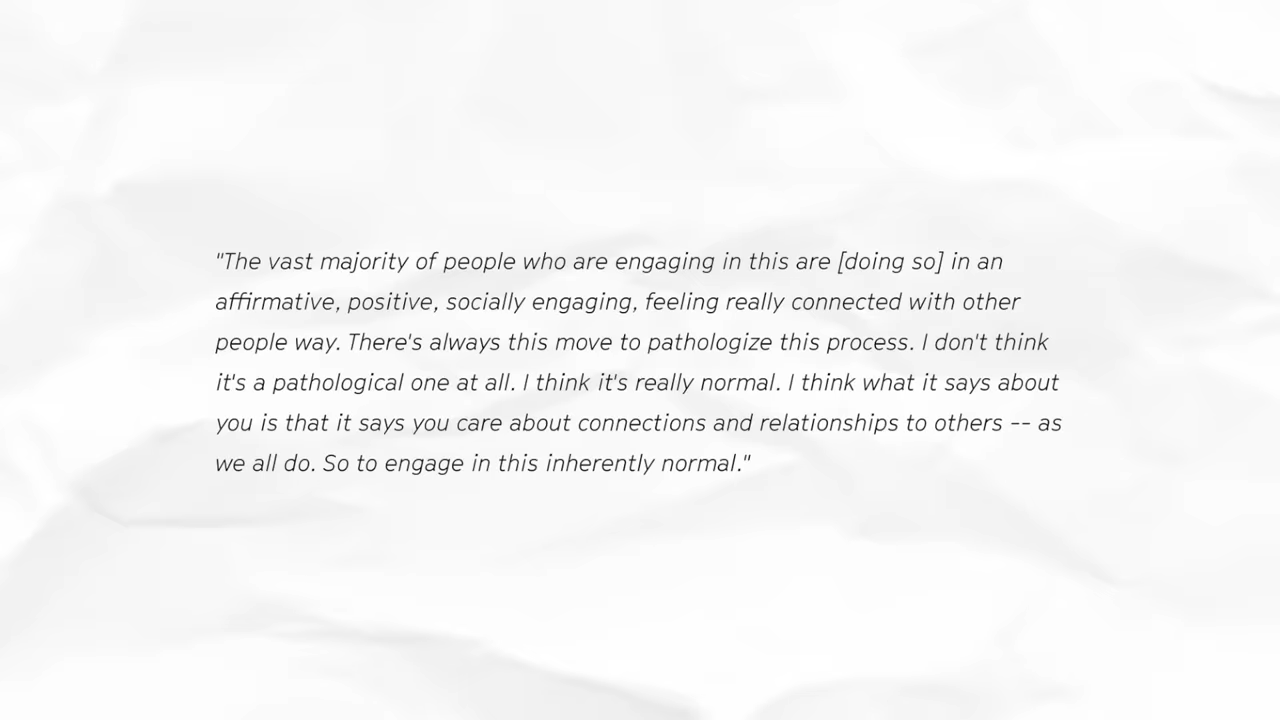 "The vast majority of people who are engaging in this are [doing so] in an
affirmative, positive, socially engaging, feeling really connected with other
people way. There's always this move to pathologize this process. I don't think
it's a pathological one at all. I think it's really normal. I think what it says about
you is that it says you care about connections and relationships to others -- as
we all do. So to engage in this inherently normal."